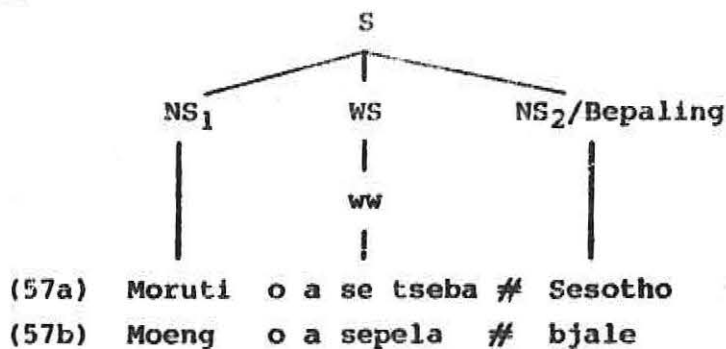 S
NS₁ WS NS₂/Bepaling
ww
(57a) Moruti o a se tseba # Sesotho
(57b) Moeng o a sepela # bjale